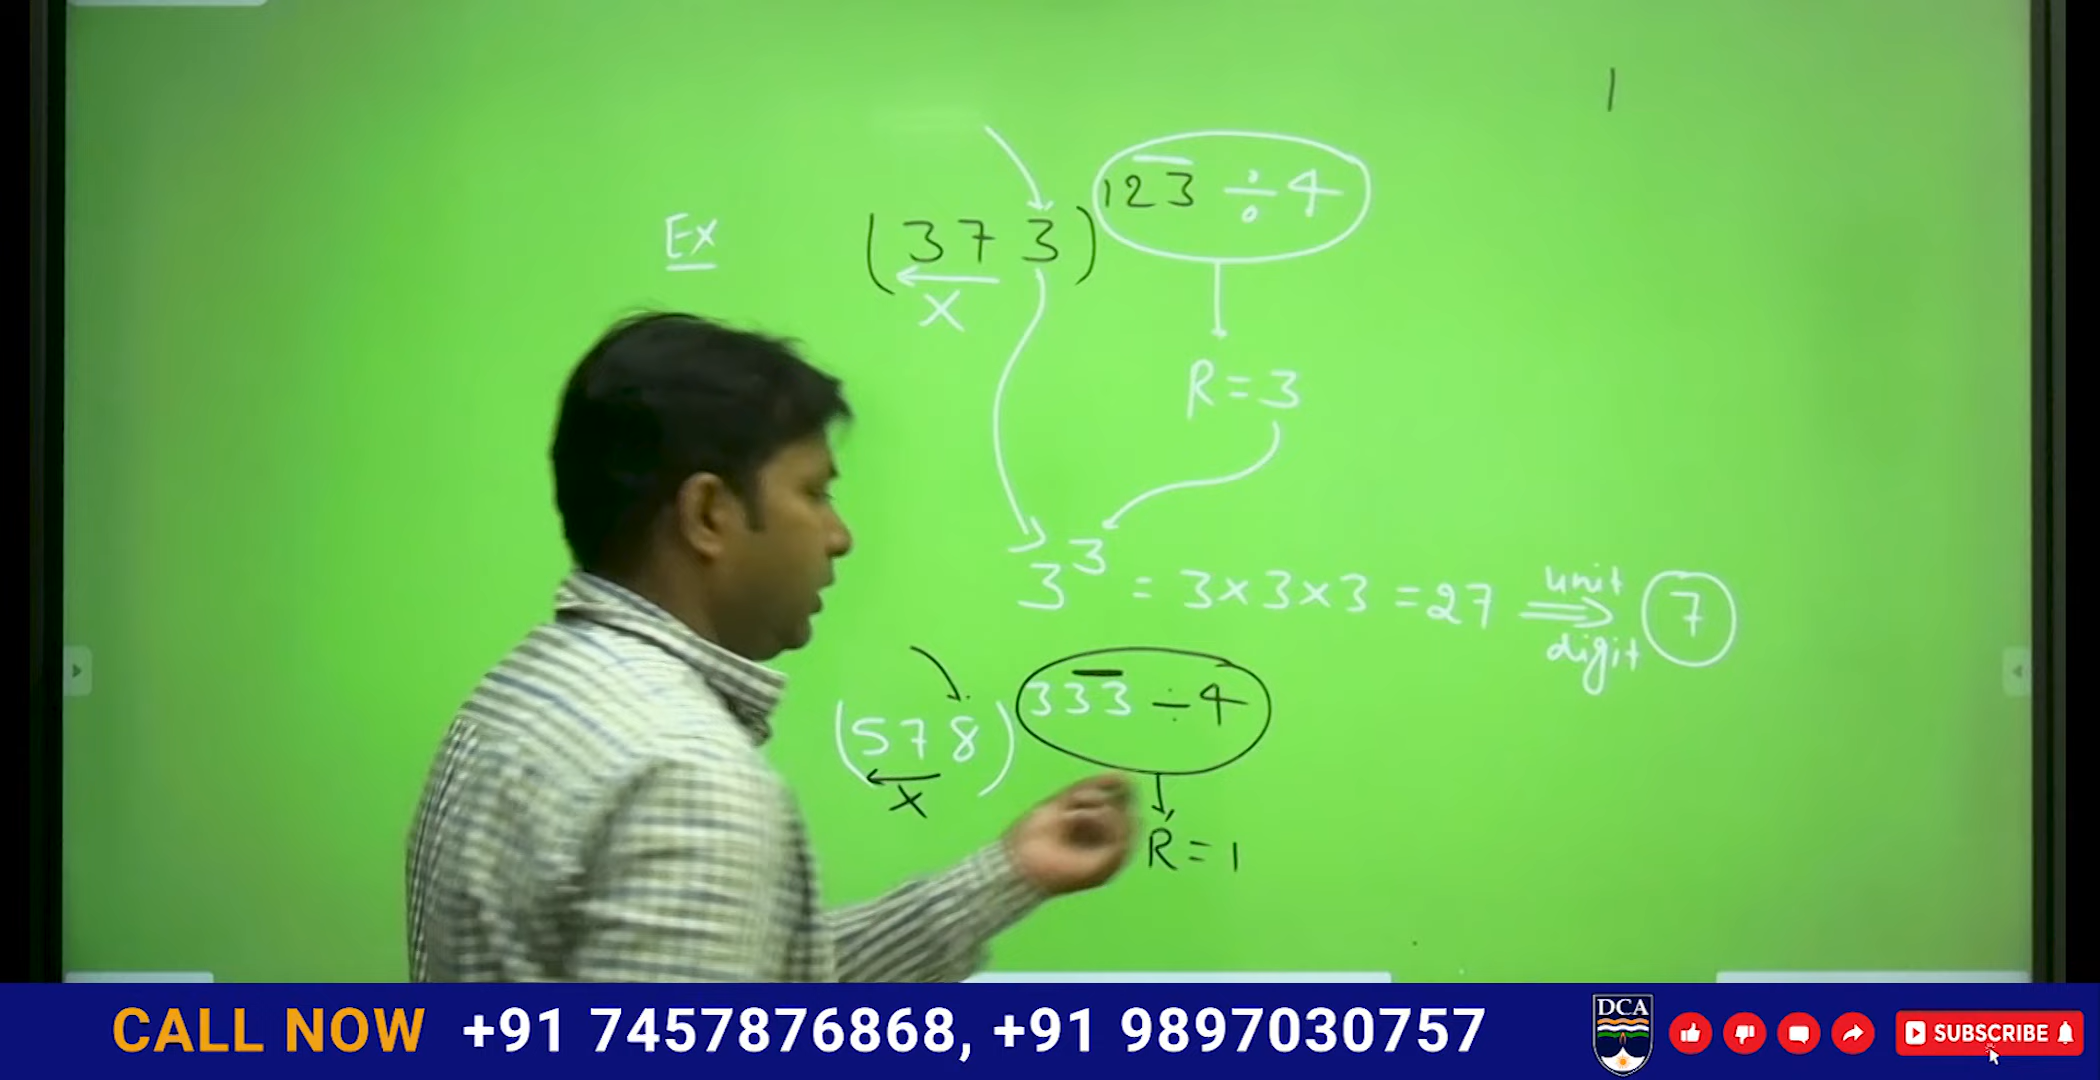 1
Ex (373)^123 ÷ 4
X
R = 3
3^3 = 3 x 3 x 3 = 27 unit digit 7
(578)^333 ÷ 4
X
R = 1
CALL NOW +91 7457876868, +91 9897030757 DCA SUBSCRIBE